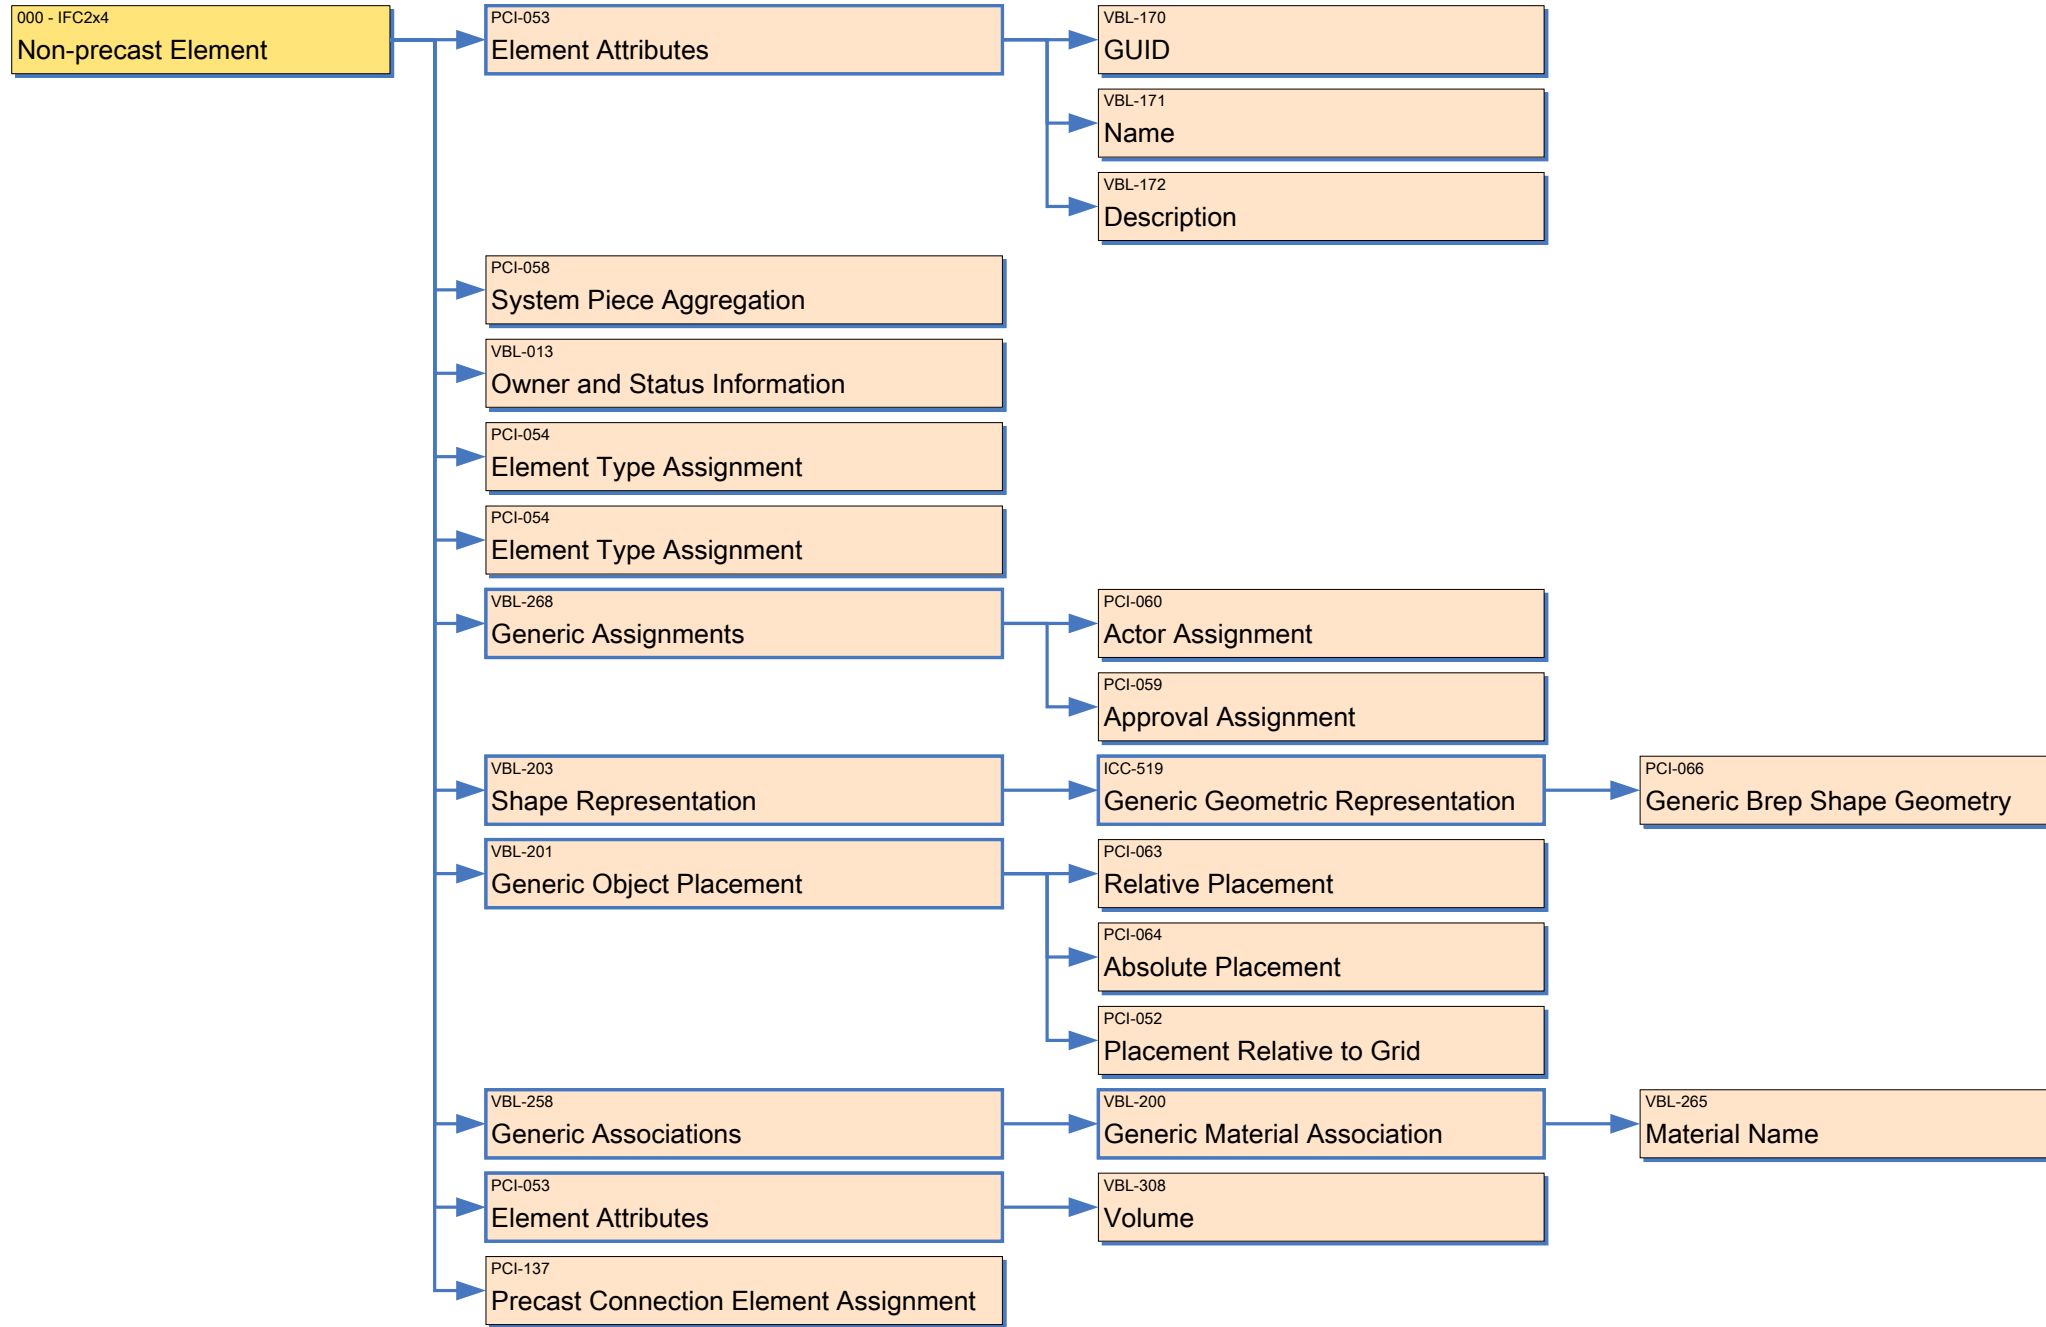 000 - IFC2x4
Non-precast Element
PCI-053
Element Attributes
VBL-170
GUID
VBL-171
Name
VBL-172
Description
PCI-058
System Piece Aggregation
VBL-013
Owner and Status Information
PCI-054
Element Type Assignment
PCI-054
Element Type Assignment
VBL-268
Generic Assignments
PCI-060
Actor Assignment
PCI-059
Approval Assignment
VBL-203
Shape Representation
ICC-519
Generic Geometric Representation
PCI-066
Generic Brep Shape Geometry
VBL-201
Generic Object Placement
PCI-063
Relative Placement
PCI-064
Absolute Placement
PCI-052
Placement Relative to Grid
VBL-258
Generic Associations
VBL-200
Generic Material Association
VBL-265
Material Name
PCI-053
Element Attributes
VBL-308
Volume
PCI-137
Precast Connection Element Assignment